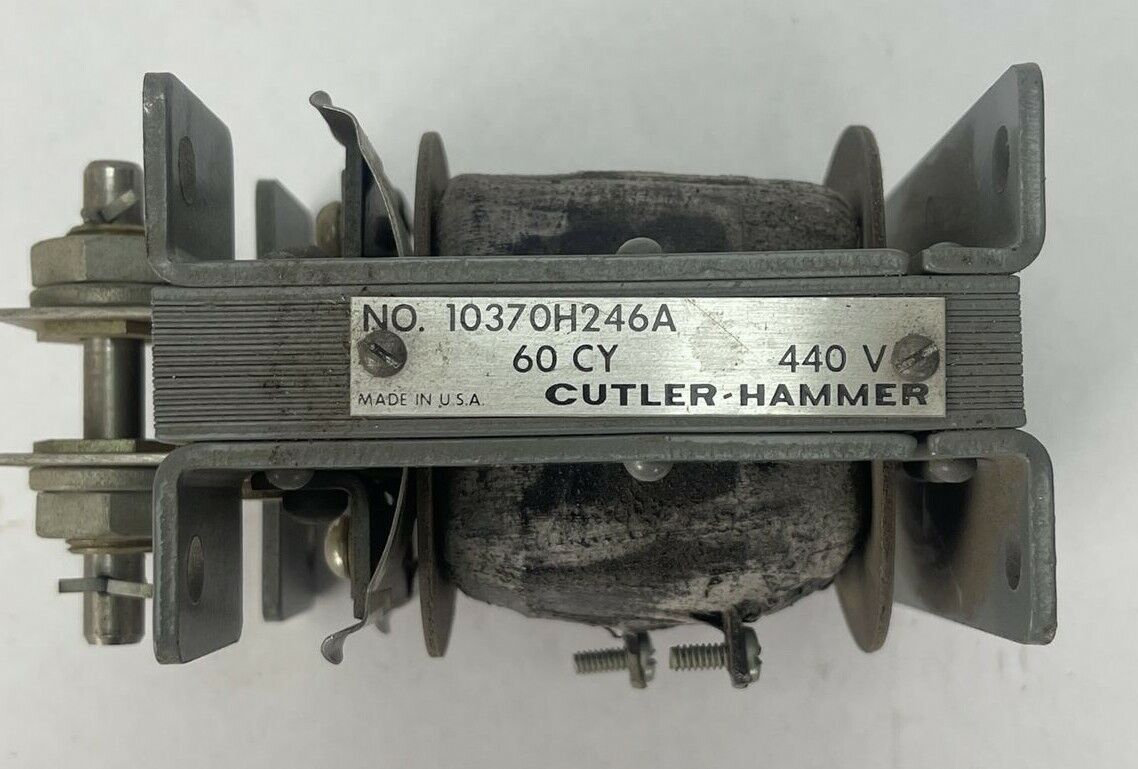 NO. 10370H246A
60 CY 440 V
MADE IN U.S.A. CUTLER-HAMMER